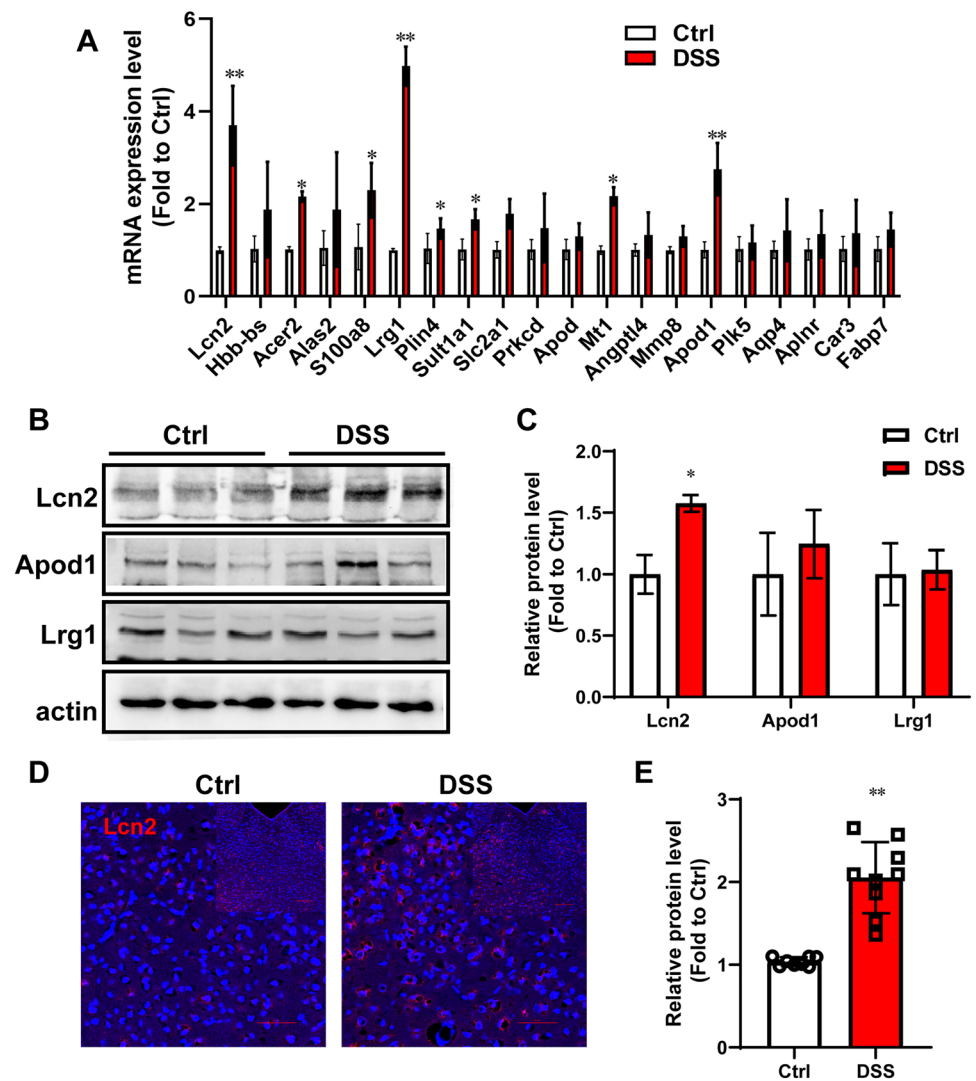 A
mRNA expression level
(Fold to Ctrl)
6
4
2
0
Ctrl
DSS
**
*
*
**
*
*
*
**
Lcn2
Hbb-bs
Acer2
Alas2
S100a8
Lrg1
Plin4
Sult1a1
Slc2a1
Prkcd
Apod
Mt1
Angptl4
Mmp8
Apod1
Plk5
Aqp4
Aplnr
Car3
Fabp7
B
Ctrl DSS
Lcn2
Apod1
Lrg1
actin
C
Relative protein level
(Fold to Ctrl)
2.0
1.5
1.0
0.5
0.0
Ctrl
DSS
*
Lcn2 Apod1 Lrg1
D
Ctrl DSS
Lcn2
E
Relative protein level
(Fold to Ctrl)
3
2
1
0
**
Ctrl DSS